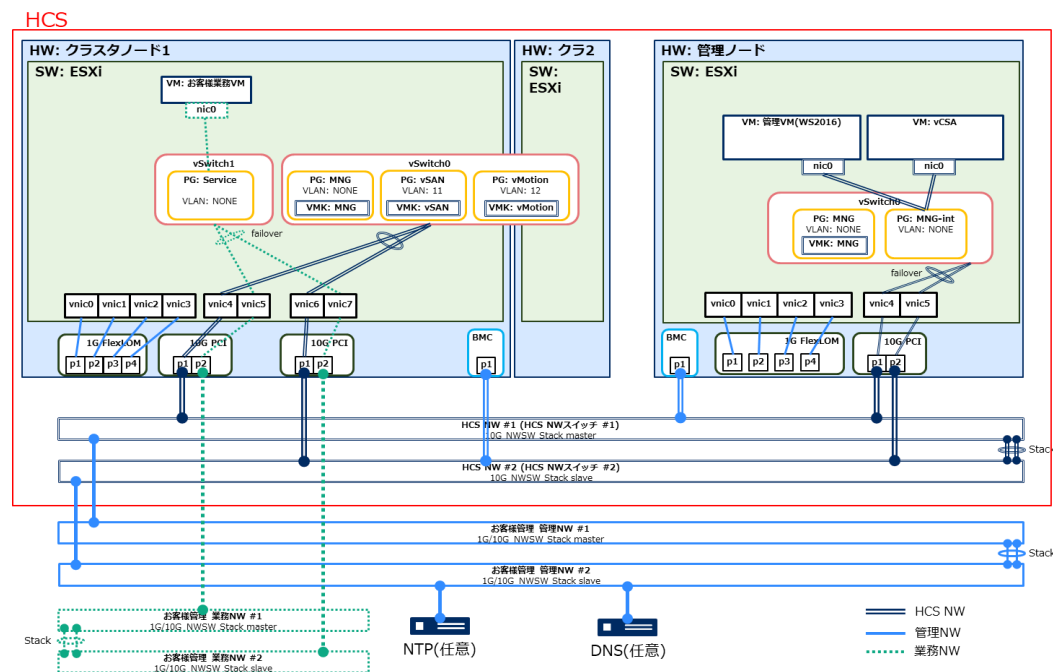 HCS
HW: クラスタノード1
HW: クラ2
HW: 管理ノード
SW: ESXi
SW:
ESXi
SW: ESXi
VM: お客様業務VM
nic0
VM: 管理VM(WS2016)
VM: vCSA
nic0
nic0
vSwitch1
PG: Service
VLAN: NONE
vSwitch0
PG: MNG
VLAN: NONE
VMK: MNG
PG: vSAN
VLAN: 11
VMK: vSAN
PG: vMotion
VLAN: 12
VMK: vMotion
vSwitch0
PG: MNG
VLAN: NONE
VMK: MNG
PG: MNG-int
VLAN: NONE
failover
failover
vnic0
vnic1
vnic2
vnic3
vnic4
vnic5
vnic6
vnic7
vnic0
vnic1
vnic2
vnic3
vnic4
vnic5
1G FlexLOM
p1
p2
p3
p4
10G PCI
p1
p2
10G PCI
p1
p2
BMC
p1
BMC
p1
1G FlexLOM
p1
p2
p3
p4
10G PCI
p1
p2
HCS NW #1 (HCS NWスイッチ #1)
10G NWSW Stack master
Stack
HCS NW #2 (HCS NWスイッチ #2)
10G NWSW Stack slave
お客様管理 管理NW #1
1G/10G NWSW Stack master
Stack
お客様管理 管理NW #2
1G/10G NWSW Stack slave
お客様管理 業務NW #1
1G/10G NWSW Stack master
Stack
お客様管理 業務NW #2
1G/10G NWSW Stack slave
NTP(任意)
DNS(任意)
HCS NW
管理NW
業務NW